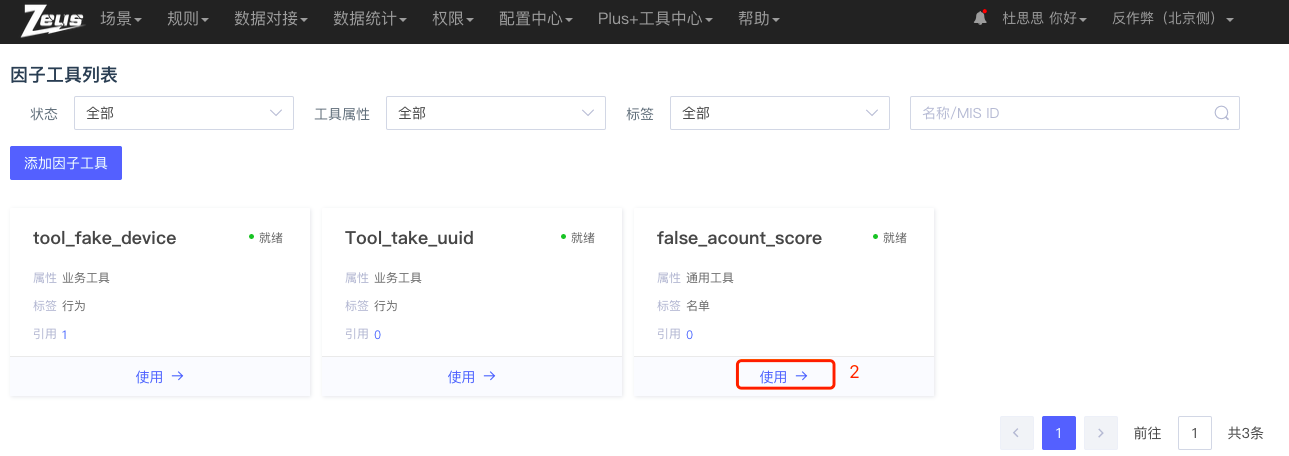 Zeus 场景 规则 数据对接 数据统计 权限 配置中心 Plus+工具中心 帮助 杜思思 你好 反作弊（北京侧）
因子工具列表
状态 全部 工具属性 全部 标签 全部 名称/MIS ID
添加因子工具
tool_fake_device 就绪 Tool_take_uuid 就绪 false_acount_score 就绪
属性 业务工具 属性 业务工具 属性 通用工具
标签 行为 标签 行为 标签 名单
引用 1 引用 0 引用 0
使用 → 使用 → 使用 → 2
< 1 > 前往 1 共3条